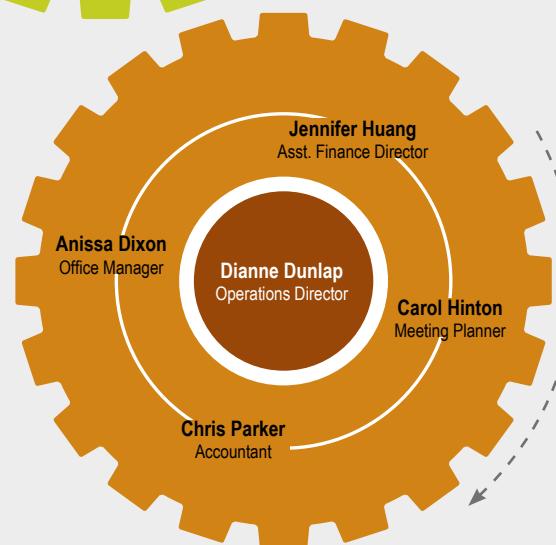 Jennifer Huang
Asst. Finance Director
Anissa Dixon
Office Manager
Dianne Dunlap
Operations Director
Carol Hinton
Meeting Planner
Chris Parker
Accountant